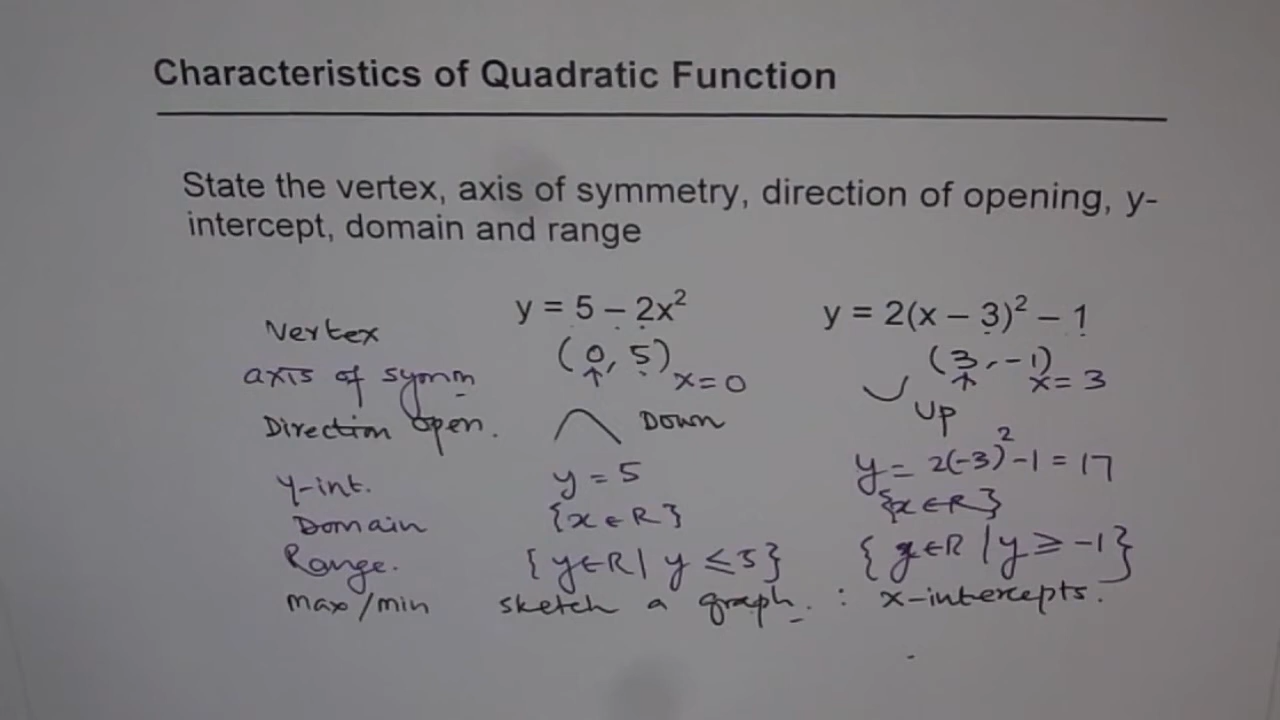 Characteristics of Quadratic Function
State the vertex, axis of symmetry, direction of opening, y-
intercept, domain and range
y = 5 – 2x² y = 2(x – 3)² – 1
Vertex (0, 5) (3, -1)
axis of symm x=0 x=3
Direction open. Down Up
Y-int. y = 5 y = 2(-3)²-1 = 17
Domain {x∈R} {x∈R}
Range. {y∈R| y ≤5} {y∈R |y ≥ -1}
max/min sketch a graph. : x-intercepts.